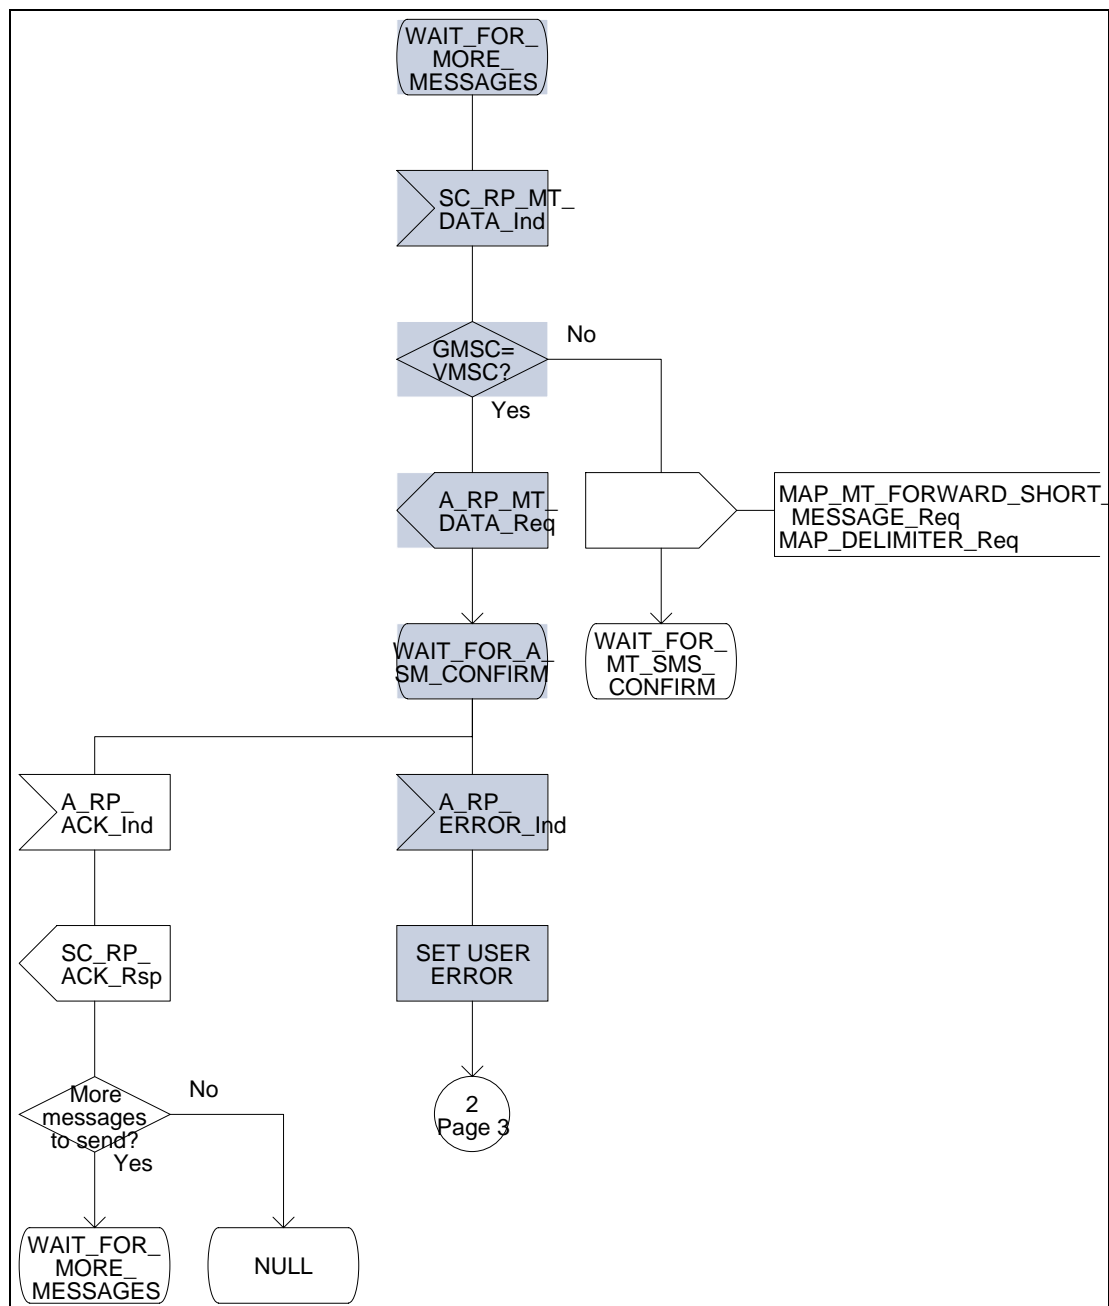 WAIT_FOR_
MORE_
MESSAGES
SC_RP_MT_
DATA_Ind
GMSC=
VMSC?
No
Yes
A_RP_MT_
DATA_Req
MAP_MT_FORWARD_SHORT_
MESSAGE_Req
MAP_DELIMITER_Req
WAIT_FOR_A_
SM_CONFIRM
WAIT_FOR_
MT_SMS_
CONFIRM
A_RP_
ACK_Ind
A_RP_
ERROR_Ind
SC_RP_
ACK_Rsp
SET USER
ERROR
More
messages
to send?
No
Yes
2
Page 3
WAIT_FOR_
MORE_
MESSAGES
NULL